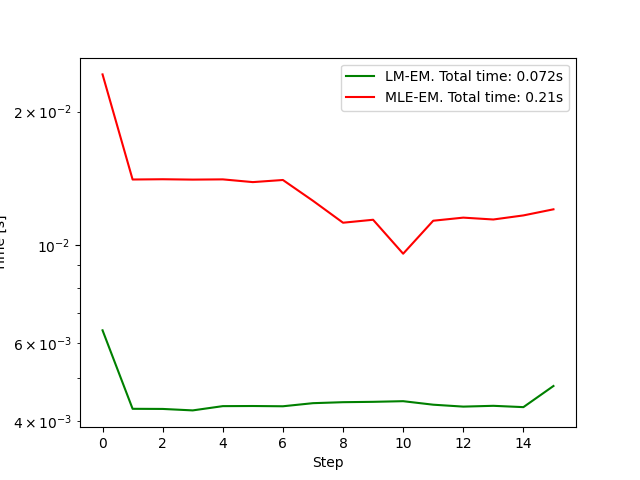 LM-EM. Total time: 0.072s
MLE-EM. Total time: 0.21s
2 × 10⁻²
10⁻²
6 × 10⁻³
4 × 10⁻³
[s]
0 2 4 6 8 10 12 14
Step